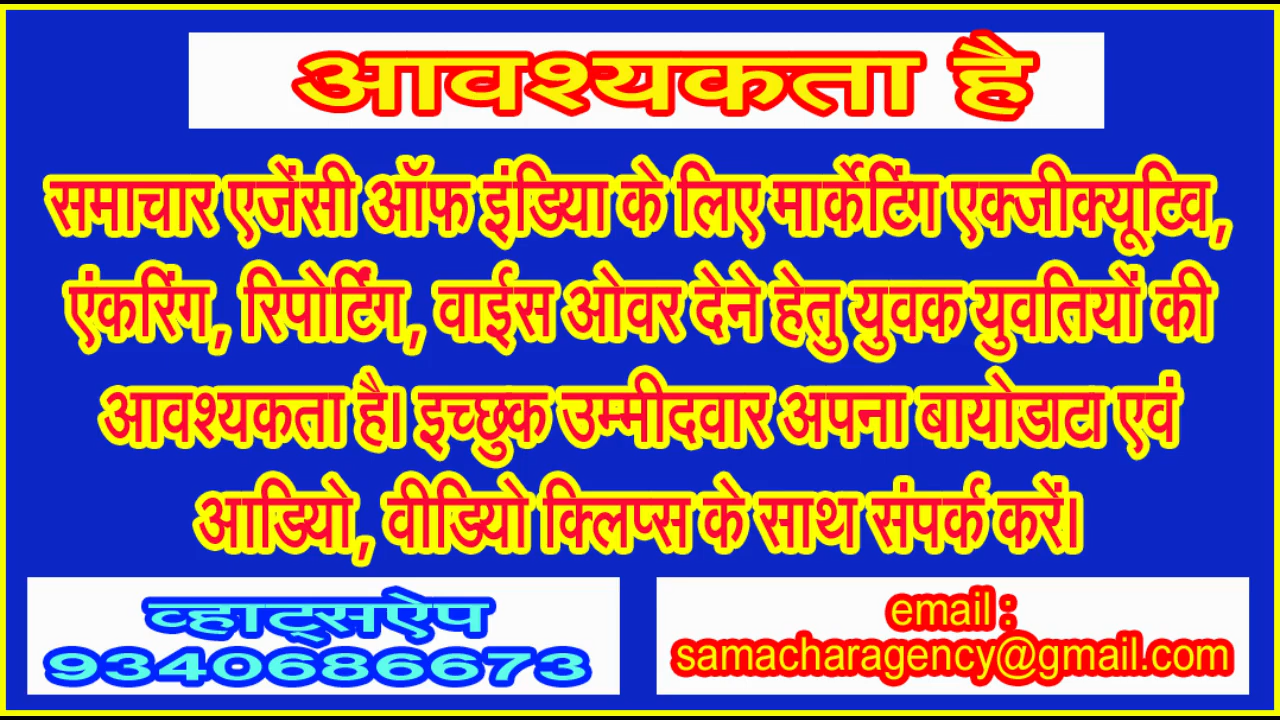 आवश्यकता है
समाचार एजेंसी ऑफ इंडिया के लिए मार्केटिंग एक्जीक्यूटिव,
एंकरिंग, रिपोर्टिंग, वाईस ओवर देने हेतु युवक युवतियों की
आवश्यकता है। इच्छुक उम्मीदवार अपना बायोडाटा एवं
आडियो, वीडियो क्लिप्स के साथ संपर्क करें।
व्हाट्सऐप
9340686673
email :
samacharagency@gmail.com